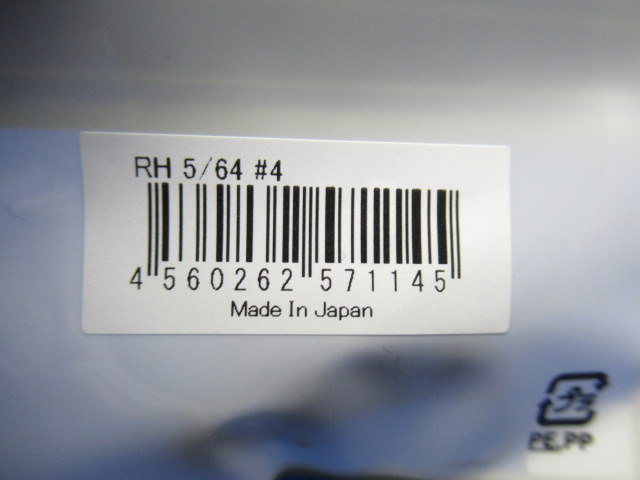 RH 5/64 #4
4 560262 571145
Made In Japan
プラ
PE,PP